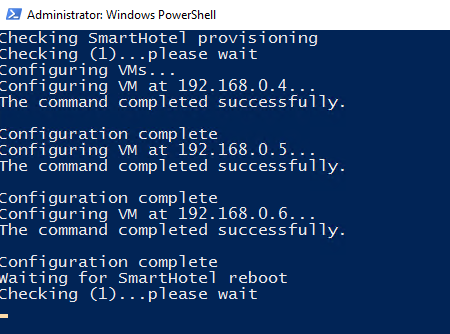 Administrator: Windows PowerShell
Checking SmartHotel provisioning
Checking (1)...please wait
Configuring VMs...
Configuring VM at 192.168.0.4...
The command completed successfully.
Configuration complete
Configuring VM at 192.168.0.5...
The command completed successfully.
Configuration complete
Configuring VM at 192.168.0.6...
The command completed successfully.
Configuration complete
Waiting for SmartHotel reboot
Checking (1)...please wait